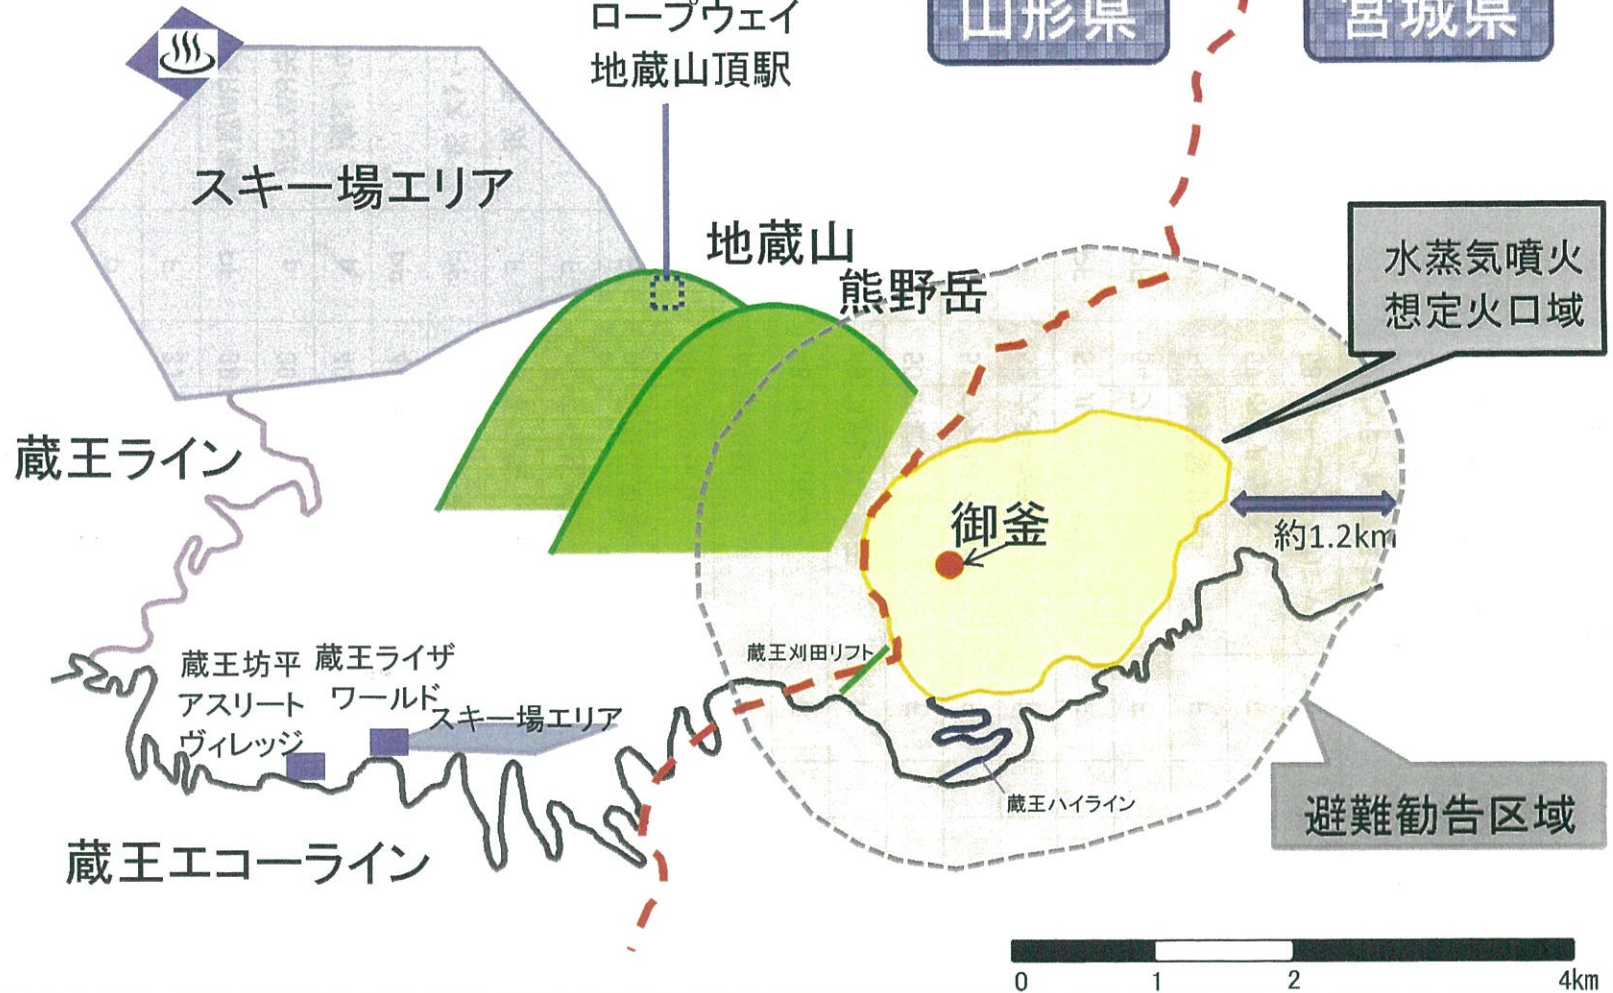 ロープウェイ
地蔵山頂駅
山形県
宮城県
スキー場エリア
地蔵山
熊野岳
水蒸気噴火
想定火口域
蔵王ライン
御釜
約1.2km
蔵王刈田リフト
蔵王坊平
アスリート
ヴィレッジ
蔵王ライザ
ワールド
スキー場エリア
蔵王ハイライン
避難勧告区域
蔵王エコーライン
0 1 2 4km